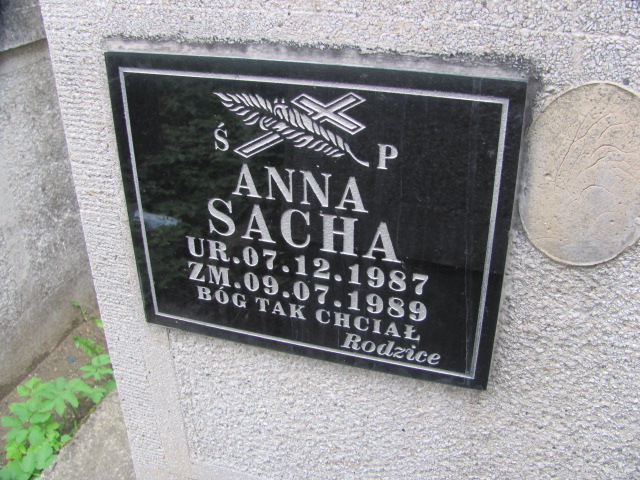 Ś P
ANNA
SACHA
UR.07.12.1987
ZM.09.07.1989
BÓG TAK CHCIAŁ
Rodzice